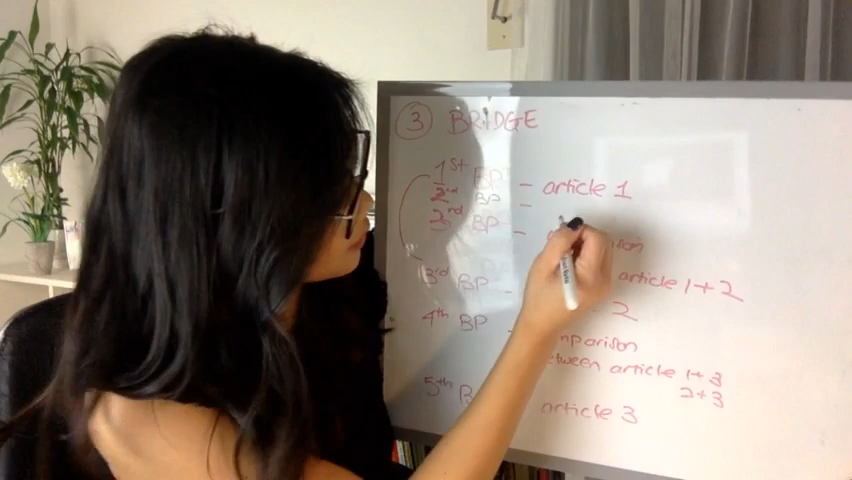 ③ BRIDGE
1st BP - article 1
2nd BP =
2nd BP -
article 1 + 2
3rd BP - 2
4th BP -
between article 1 + 3
2 + 3
5th article 3